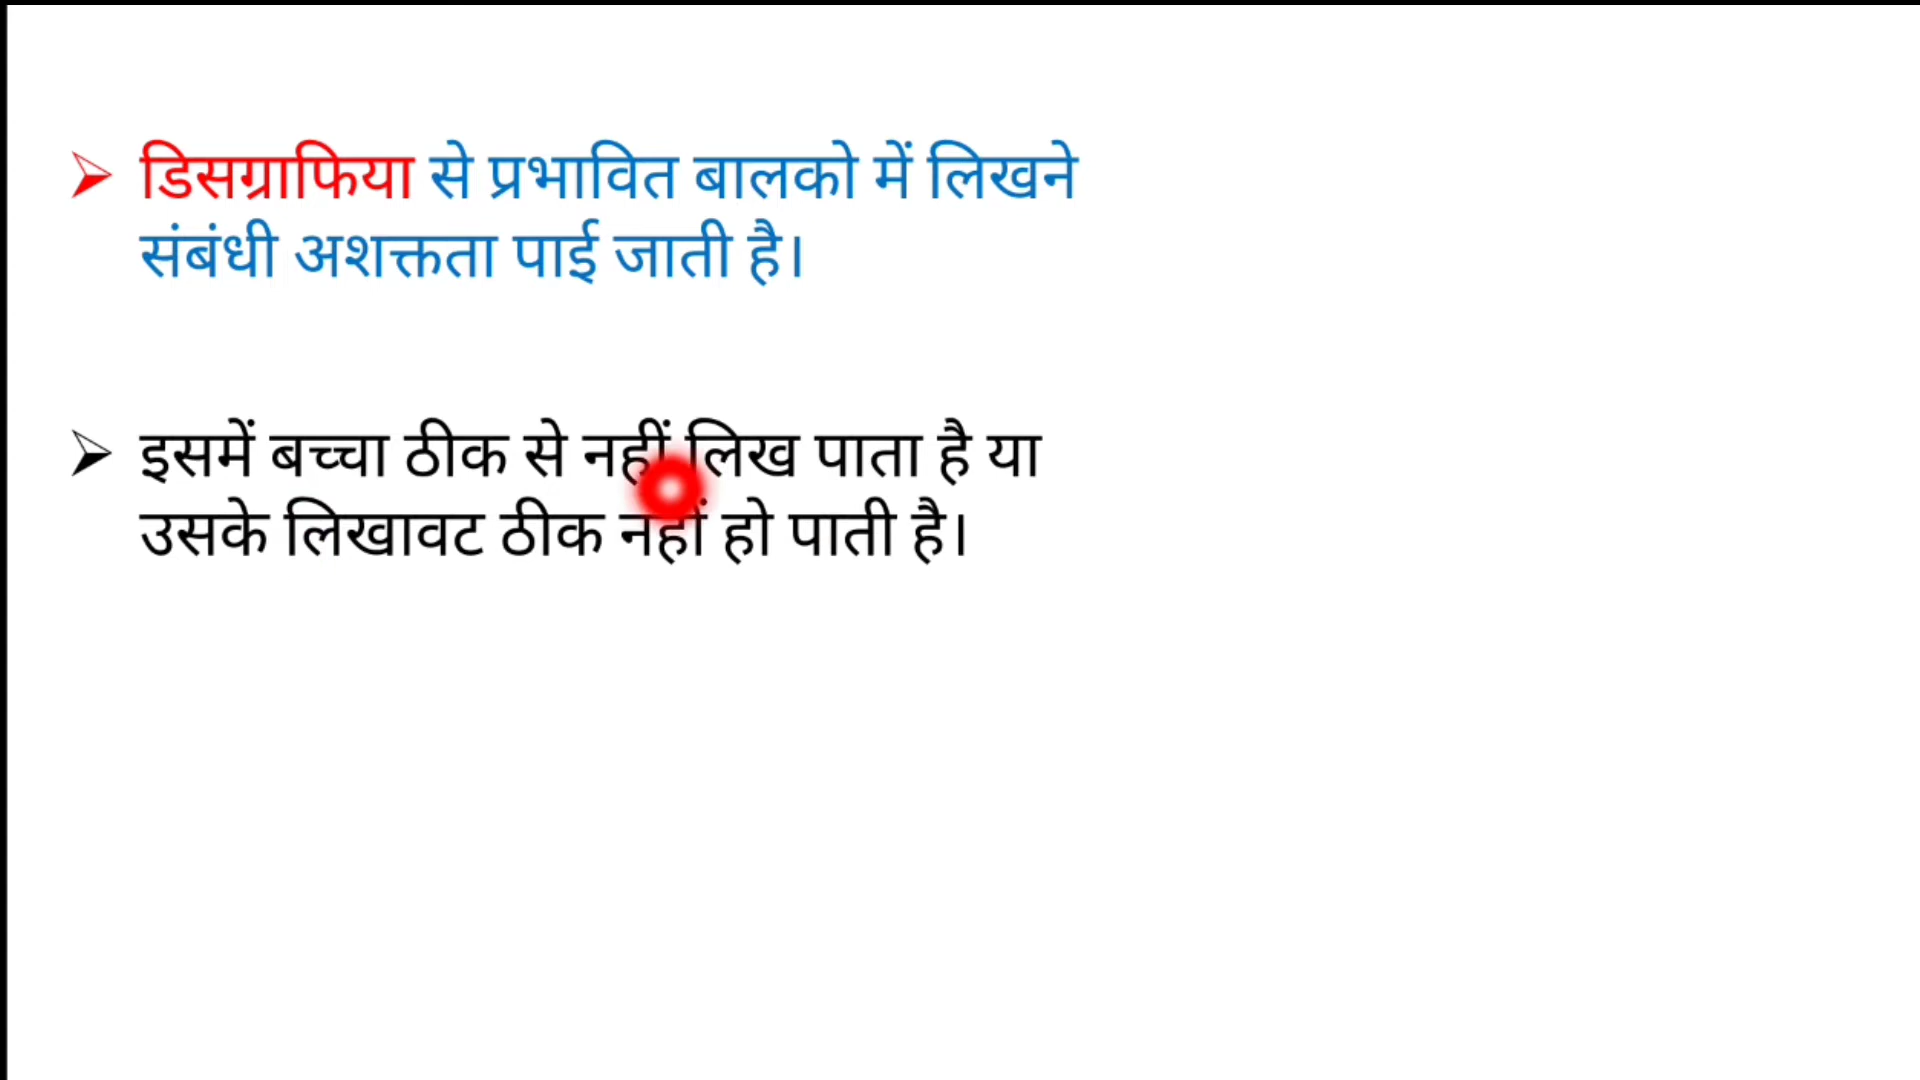 ➢ डिसग्राफिया से प्रभावित बालको में लिखने
संबंधी अशक्तता पाई जाती है।
➢ इसमें बच्चा ठीक से नहीं लिख पाता है या
उसके लिखावट ठीक नहीं हो पाती है।